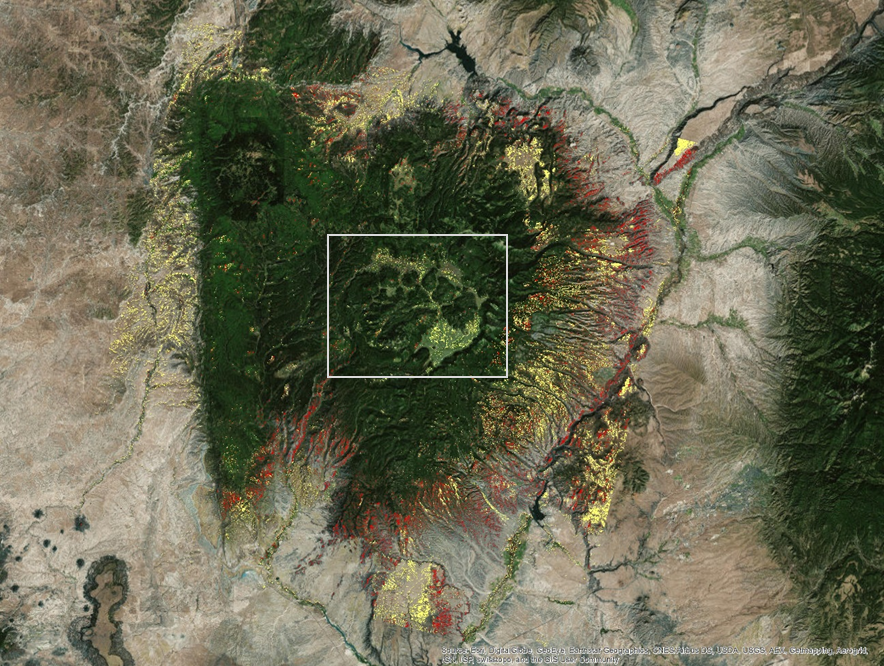 Source: Esri, DigitalGlobe, GeoEye, Earthstar Geographics, CNES/Airbus DS, USDA, USGS, AEX, Getmapping, Aerogrid,
IGN, IGP, swisstopo, and the GIS User Community